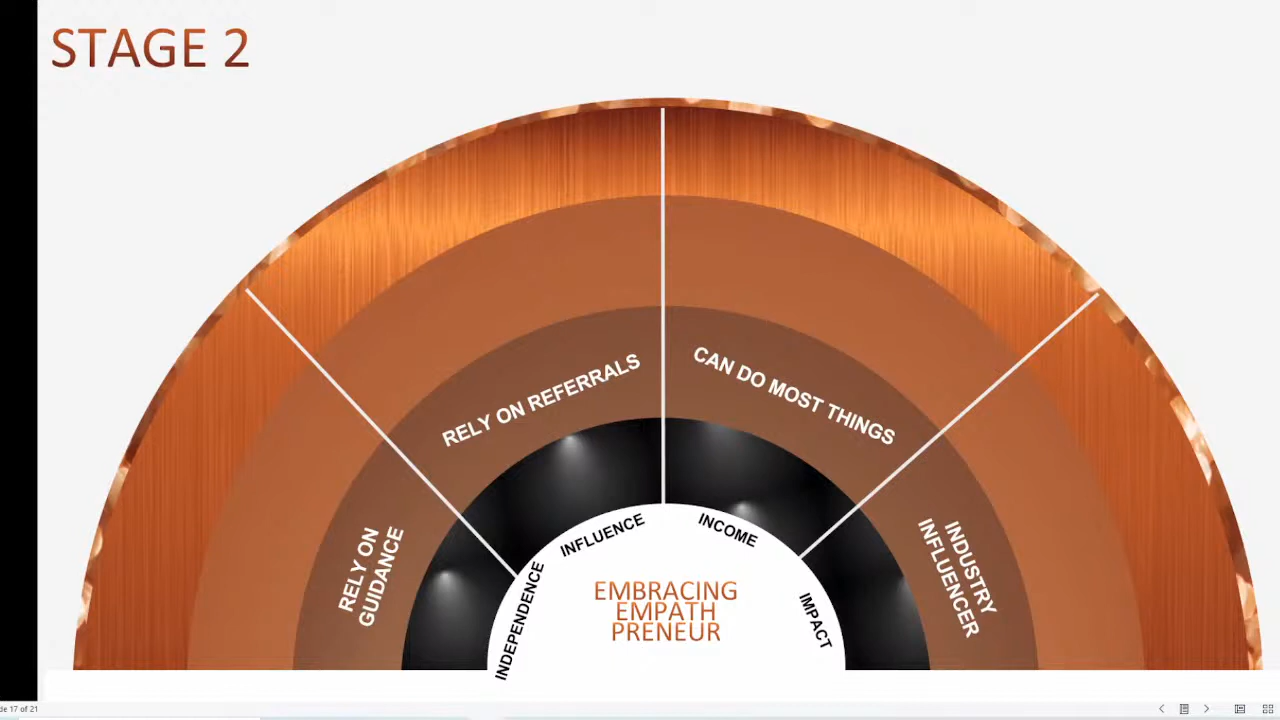 STAGE 2
RELY ON REFERRALS
CAN DO MOST THINGS
RELY ON
GUIDANCE
INDUSTRY
INFLUENCER
INDEPENDENCE
INFLUENCE
INCOME
IMPACT
EMBRACING
EMPATH
PRENEUR
de 17 of 21